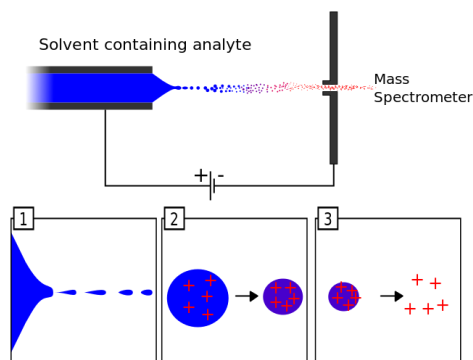 Solvent containing analyte
Mass
Spectrometer
+ -
1
2
3
+ + + + +
+ + + + +
+ + + + +
+ + + + +